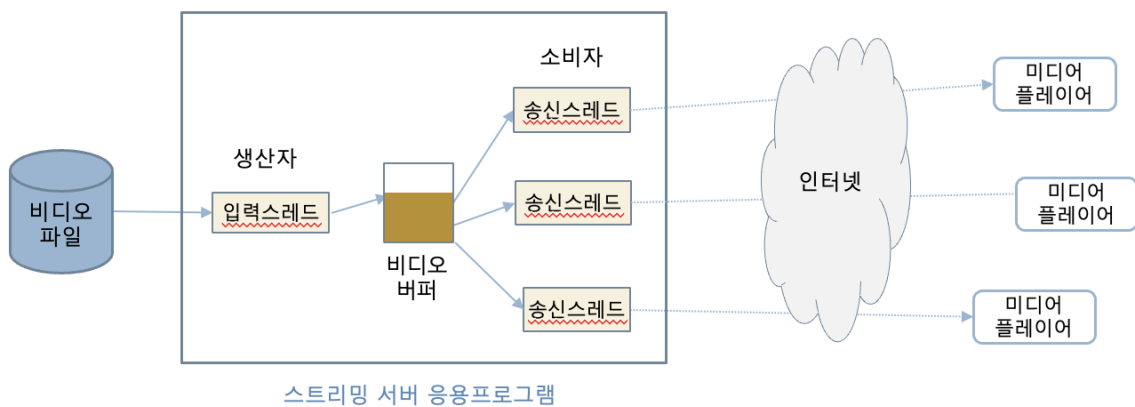 소비자
미디어
플레이어
송신스레드
생산자
비디오
파일
입력스레드
비디오
버퍼
송신스레드
인터넷
미디어
플레이어
송신스레드
미디어
플레이어
스트리밍 서버 응용프로그램